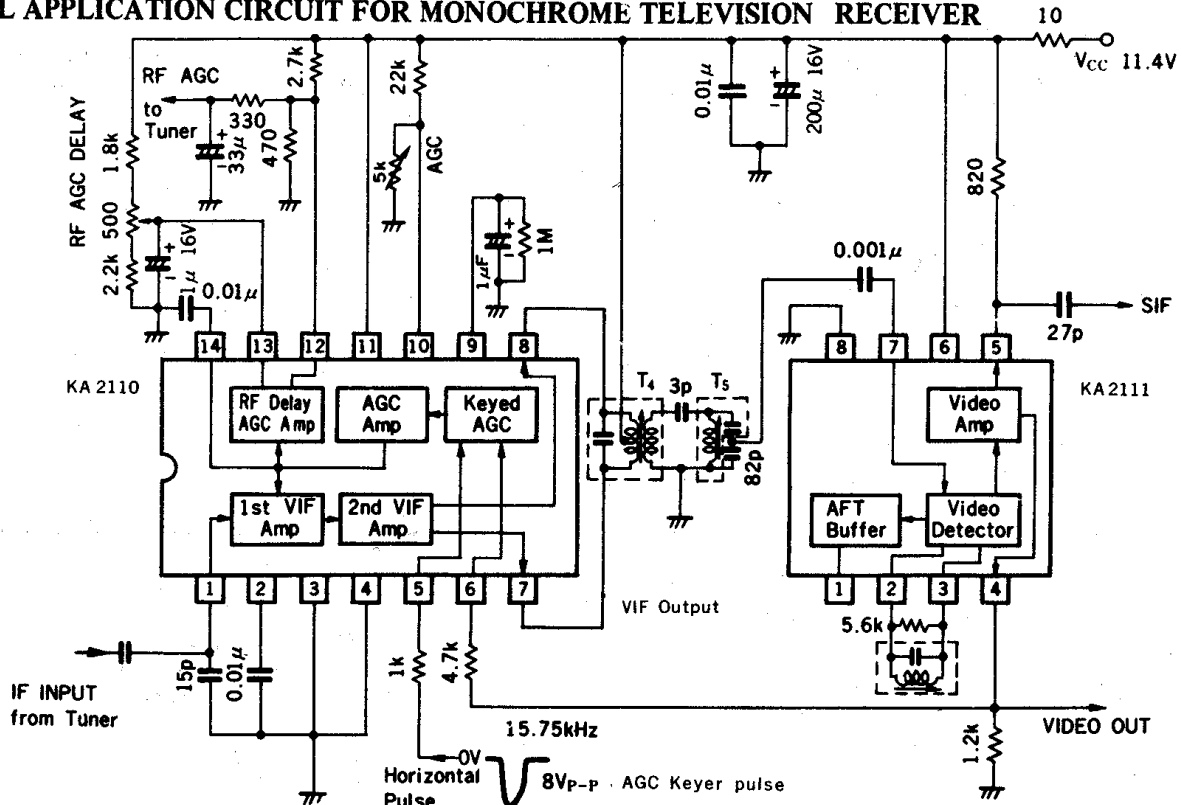 L APPLICATION CIRCUIT FOR MONOCHROME TELEVISION RECEIVER
10
VCC 11.4V
RF AGC
to
Tuner
330
33µ
470
2.7k
22k
5k
AGC
0.01µ
200µ 16V
820
RF AGC DELAY
1.8k
500
2.2k
1µ 16V
0.01µ
1µF
1M
0.001µ
27p
SIF
14
13
12
11
10
9
8
8
7
6
5
KA 2110
RF Delay
AGC Amp
AGC
Amp
Keyed
AGC
1st VIF
Amp
2nd VIF
Amp
T4
3p
T5
82p
KA2111
Video
Amp
AFT
Buffer
Video
Detector
1
2
3
4
5
6
7
1
2
3
4
VIF Output
5.6k
15p
0.01µ
1k
4.7k
IF INPUT
from Tuner
15.75kHz
VIDEO OUT
1.2k
0V
Horizontal
Pulse
8VP-P . AGC Keyer pulse